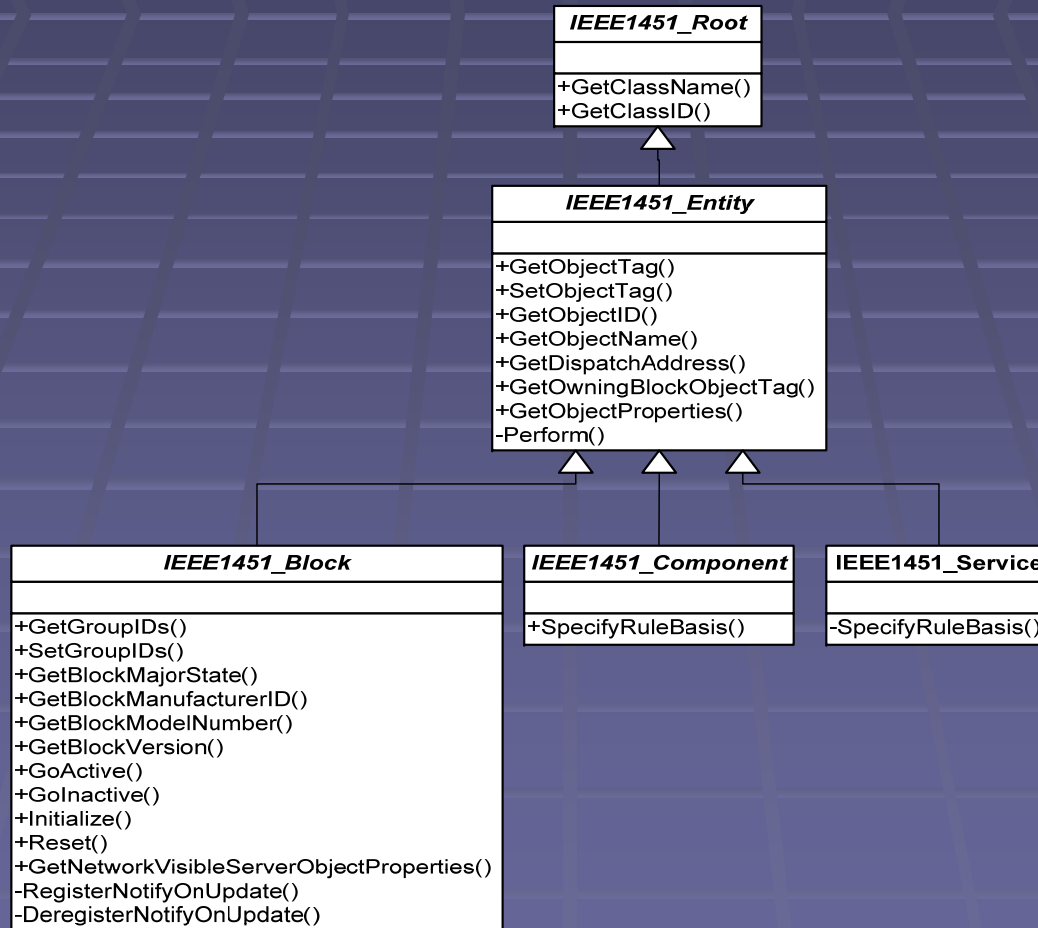 IEEE1451_Root
+GetClassName()
+GetClassID()
IEEE1451_Entity
+GetObjectTag()
+SetObjectTag()
+GetObjectID()
+GetObjectName()
+GetDispatchAddress()
+GetOwningBlockObjectTag()
+GetObjectProperties()
-Perform()
IEEE1451_Block
+GetGroupIDs()
+SetGroupIDs()
+GetBlockMajorState()
+GetBlockManufacturerID()
+GetBlockModelNumber()
+GetBlockVersion()
+GoActive()
+GoInactive()
+Initialize()
+Reset()
+GetNetworkVisibleServerObjectProperties()
-RegisterNotifyOnUpdate()
-DeregisterNotifyOnUpdate()
IEEE1451_Component
+SpecifyRuleBasis()
IEEE1451_Service
-SpecifyRuleBasis()